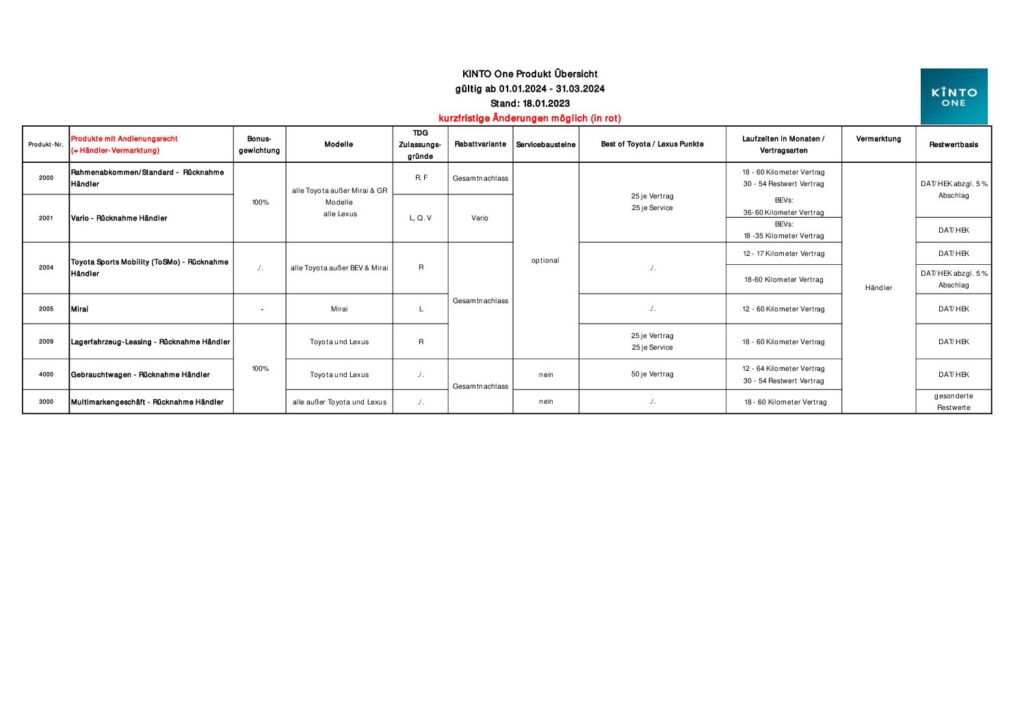 KINTO One Produkt Übersicht
gültig ab 01.01.2024 - 31.03.2024
Stand: 18.01.2023
kurzfristige Änderungen möglich (in rot)
KINTO
ONE
Produkt-Nr.
Produkte mit Andienungsrecht
(= Händler-Vermarktung)
Bonus-
gewichtung
Modelle
TDG
Zulassungs-
gründe
Rabattvariante
Servicebausteine
Best of Toyota / Lexus Punkte
Laufzeiten in Monaten /
Vertragsarten
Vermarktung
Restwertbasis
2000
Rahmenabkommen/Standard - Rücknahme
Händler
100%
alle Toyota außer Mirai & GR
Modelle
alle Lexus
R, F
Gesamtnachlass
optional
25 je Vertrag
25 je Service
18 - 60 Kilometer Vertrag
30 - 54 Restwert Vertrag
BEVs:
36-60 Kilometer Vertrag
Händler
DAT/HEK abzgl. 5%
Abschlag
2001
Vario - Rücknahme Händler
L, Q. V
Vario
BEVs:
18 -35 Kilometer Vertrag
DAT/HEK
2004
Toyota Sports Mobility (ToSMo) - Rücknahme
Händler
./.
alle Toyota außer BEV & Mirai
R
Gesamtnachlass
./.
12 - 17 Kilometer Vertrag
DAT/HEK
18-60 Kilometer Vertrag
DAT/HEK abzgl. 5%
Abschlag
2005
Mirai
-
Mirai
L
./.
12 - 60 Kilometer Vertrag
DAT/HEK
2009
Lagerfahrzeug-Leasing - Rücknahme Händler
100%
Toyota und Lexus
R
25 je Vertrag
25 je Service
18 - 60 Kilometer Vertrag
DAT/HEK
4000
Gebrauchtwagen - Rücknahme Händler
Toyota und Lexus
./.
Gesamtnachlass
nein
50 je Vertrag
12 - 64 Kilometer Vertrag
30 - 54 Restwert Vertrag
DAT/HEK
3000
Multimarkengeschäft - Rücknahme Händler
alle außer Toyota und Lexus
./.
nein
./.
18 - 60 Kilometer Vertrag
gesonderte
Restwerte